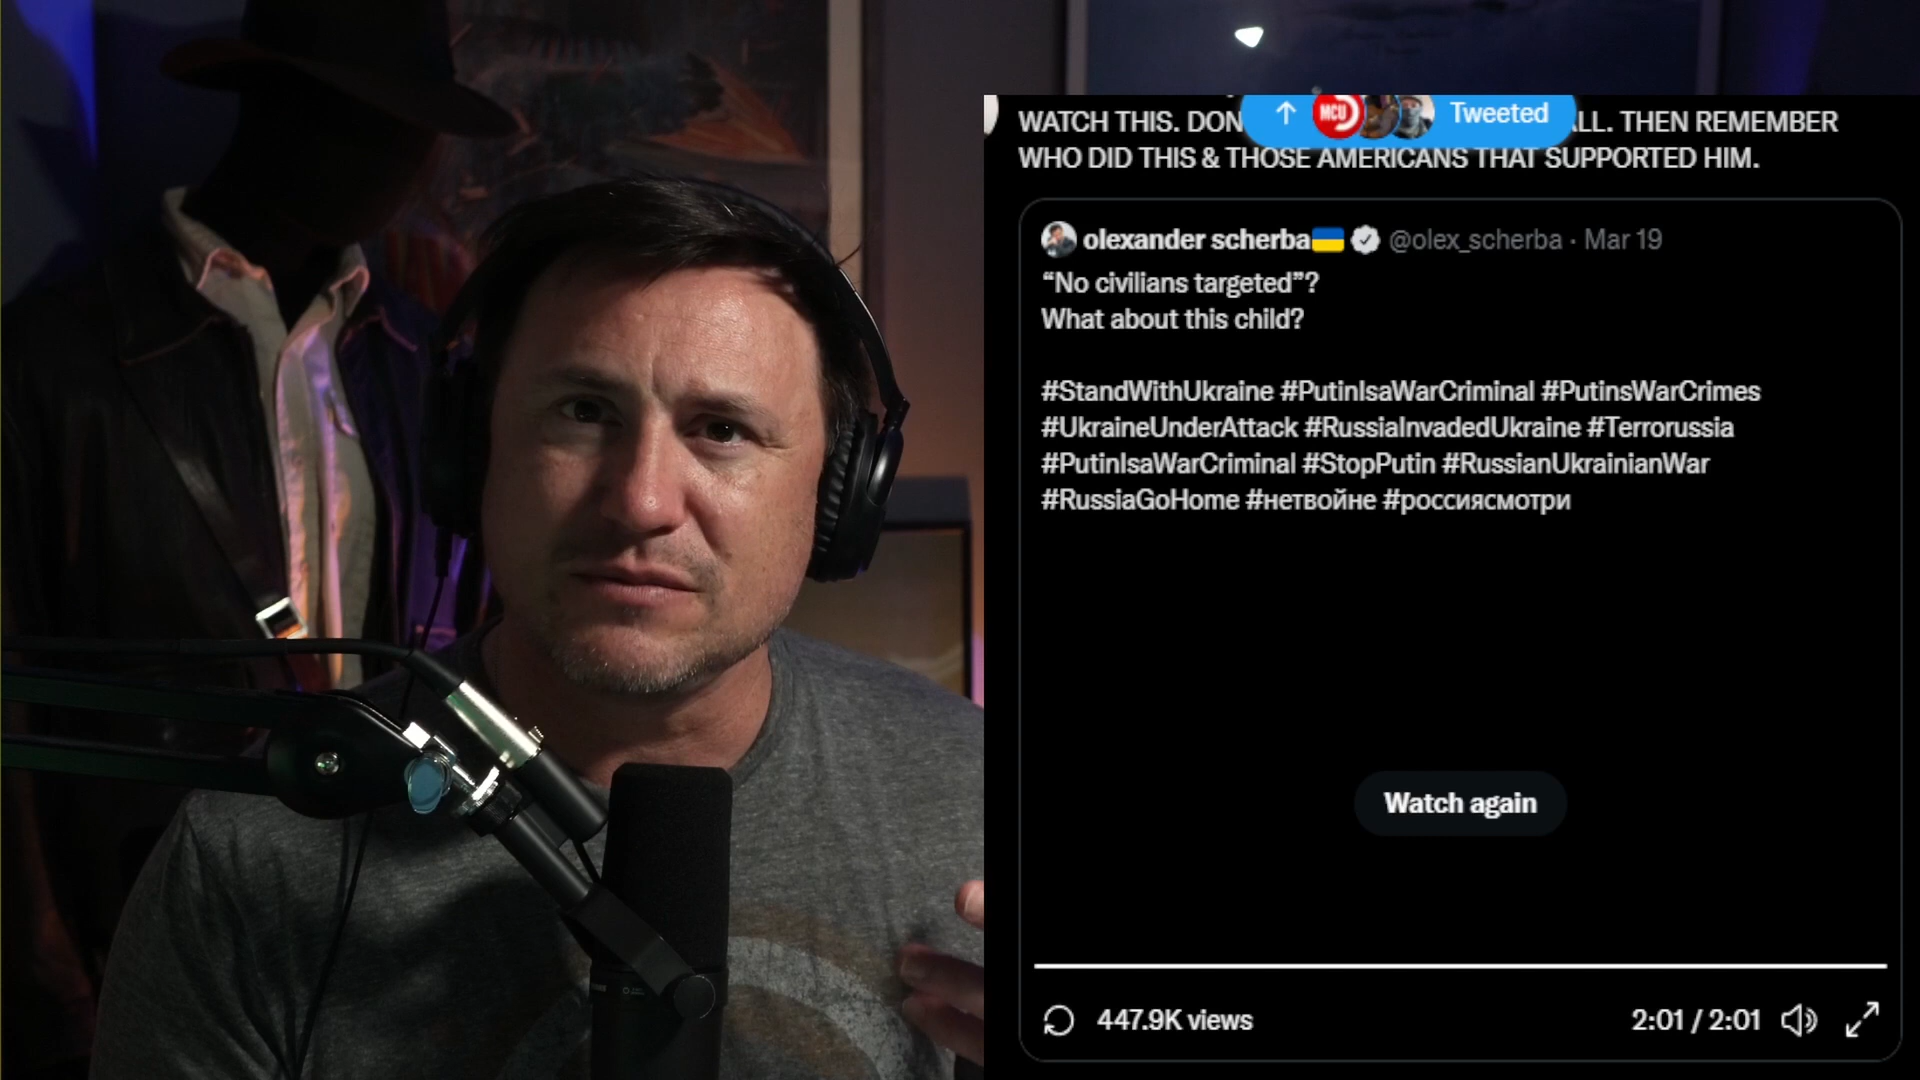 WATCH THIS. DON
ALL. THEN REMEMBER
MCU
Tweeted
WHO DID THIS & THOSE AMERICANS THAT SUPPORTED HIM.
olexander scherba @olex_scherba · Mar 19
“No civilians targeted”?
What about this child?
#StandWithUkraine #PutinIsaWarCriminal #PutinsWarCrimes
#UkraineUnderAttack #RussiaInvadedUkraine #Terrorussia
#PutinIsaWarCriminal #StopPutin #RussianUkrainianWar
#RussiaGoHome #нетвойне #россиясмотри
Watch again
447.9K views
2:01 / 2:01